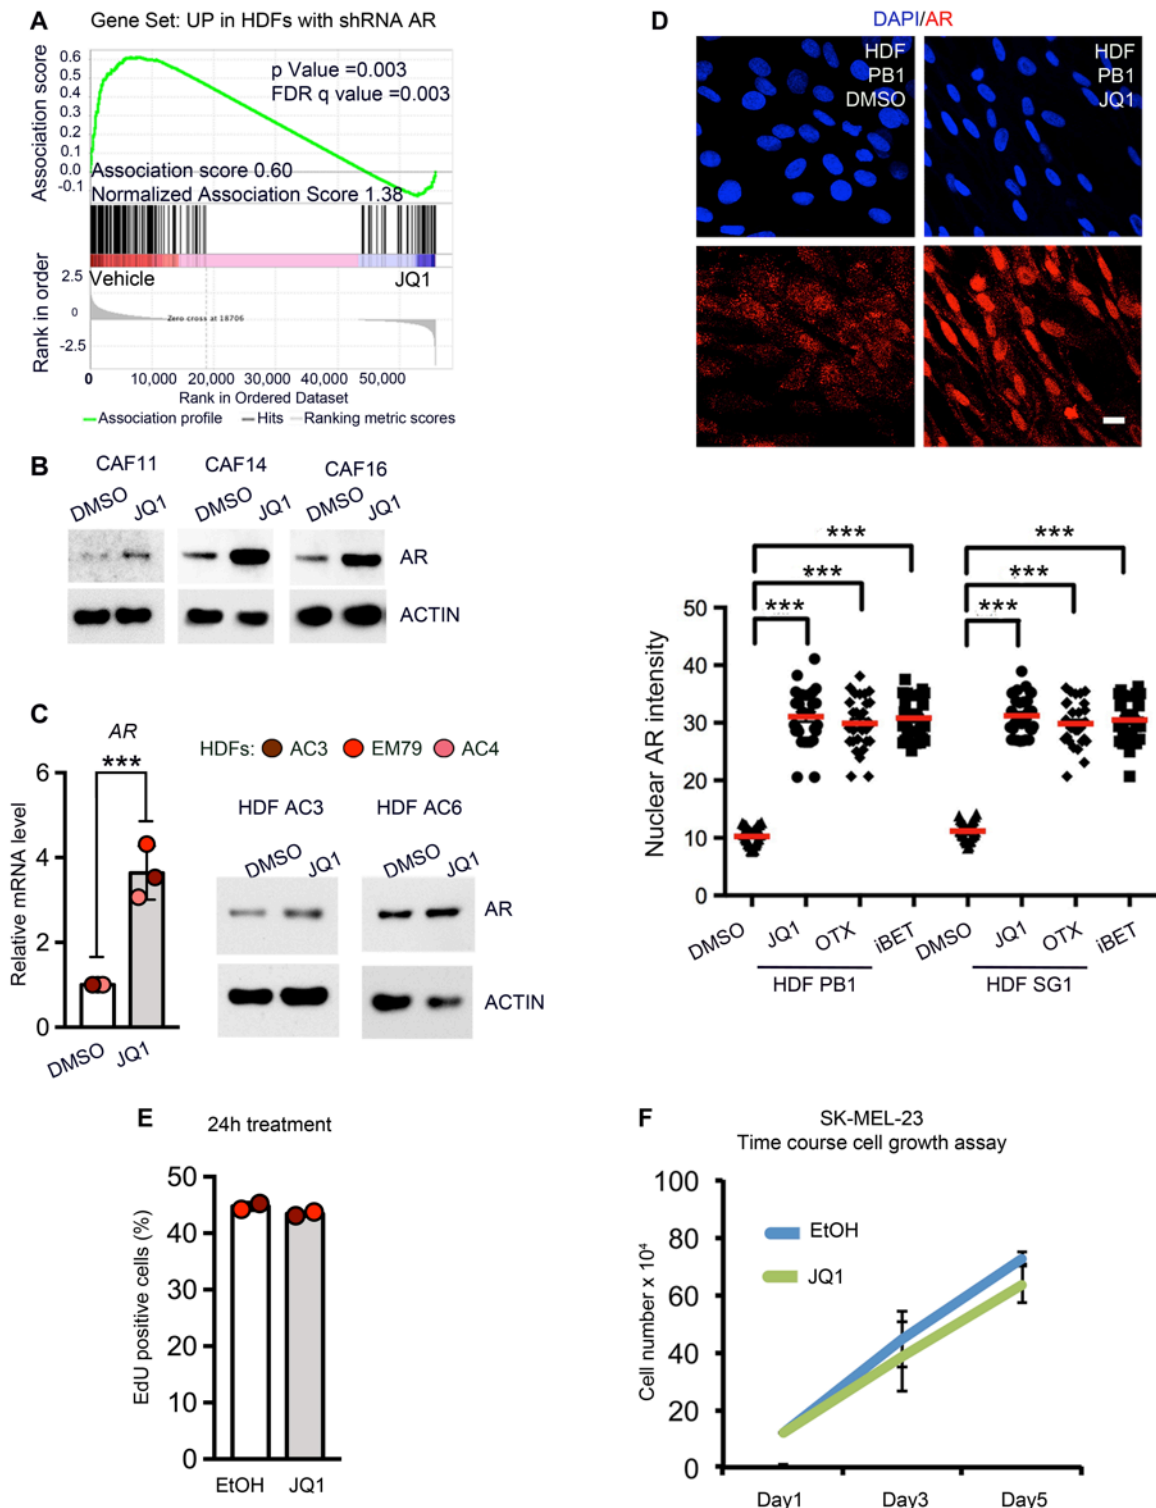 A
Gene Set: UP in HDFs with shRNA AR
Association score
0.6
0.5
0.4
0.3
0.2
0.1
0.0
-0.1
p Value =0.003
FDR q value =0.003
Association score 0.60
Normalized Association Score 1.38
Vehicle
JQ1
Rank in order
2.5
0
-2.5
Zero cross at 18706
0 10,000 20,000 30,000 40,000 50,000
Rank in Ordered Dataset
Association profile Hits Ranking metric scores
B
CAF11 CAF14 CAF16
DMSO JQ1 DMSO JQ1 DMSO JQ1
AR
ACTIN
C
AR
***
HDFs: AC3 EM79 AC4
Relative mRNA level
6
4
2
0
DMSO JQ1
HDF AC3 HDF AC6
DMSO JQ1 DMSO JQ1
AR
ACTIN
D
DAPI/AR
HDF
PB1
DMSO
HDF
PB1
JQ1
Nuclear AR intensity
50
40
30
20
10
0
*** *** *** *** *** ***
DMSO JQ1 OTX iBET DMSO JQ1 OTX iBET
HDF PB1 HDF SG1
E
24h treatment
EdU positive cells (%)
50
40
30
20
10
0
EtOH JQ1
F
SK-MEL-23
Time course cell growth assay
Cell number x 10⁴
100
80
60
40
20
0
EtOH
JQ1
Day1 Day3 Day5